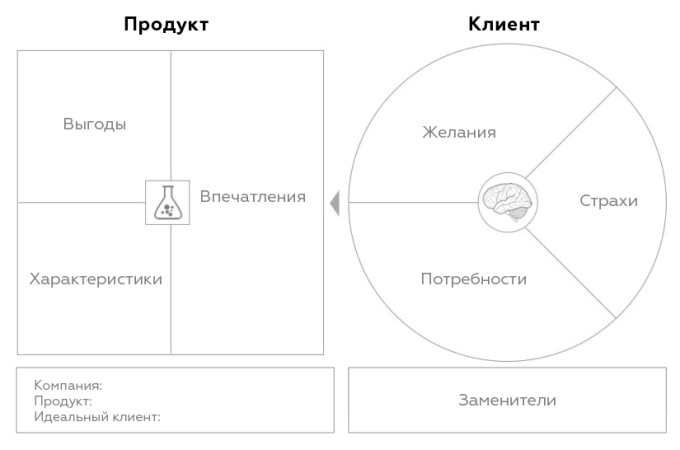 Продукт
Клиент
Выгоды
Впечатления
Характеристики
Желания
Страхи
Потребности
Компания:
Продукт:
Идеальный клиент:
Заменители